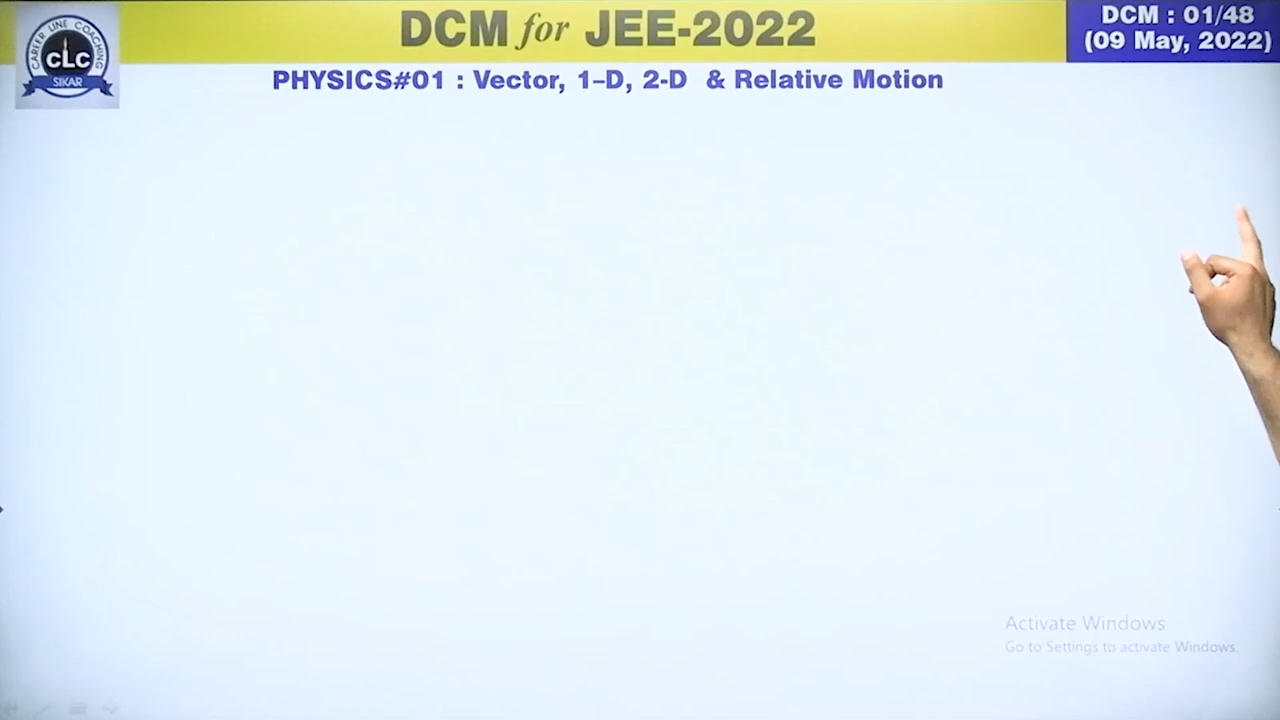 DCM for JEE-2022
DCM : 01/48
(09 May, 2022)
CAREER LINE COACHING
CLC
SIKAR
PHYSICS#01 : Vector, 1–D, 2-D & Relative Motion
Activate Windows
Go to Settings to activate Windows.